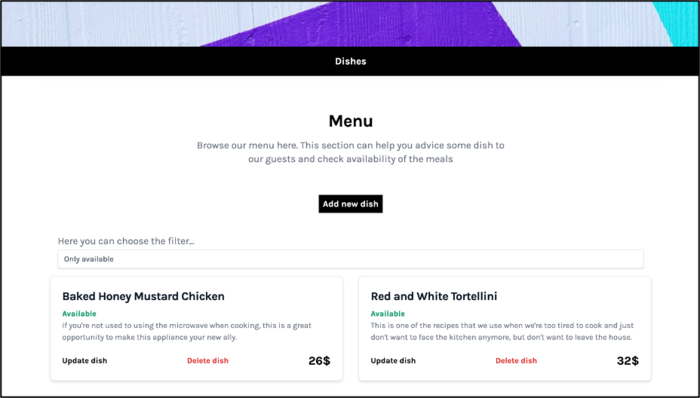 Dishes
Menu
Browse our menu here. This section can help you advice some dish to
our guests and check availability of the meals
Add new dish
Here you can choose the filter...
Only available
Baked Honey Mustard Chicken
Available
If you're not used to using the microwave when cooking, this is a great
opportunity to make this appliance your new ally.
Update dish Delete dish 26$
Red and White Tortellini
Available
This is one of the recipes that we use when we're too tired to cook and just
don't want to face the kitchen anymore, but don't want to leave the house.
Update dish Delete dish 32$